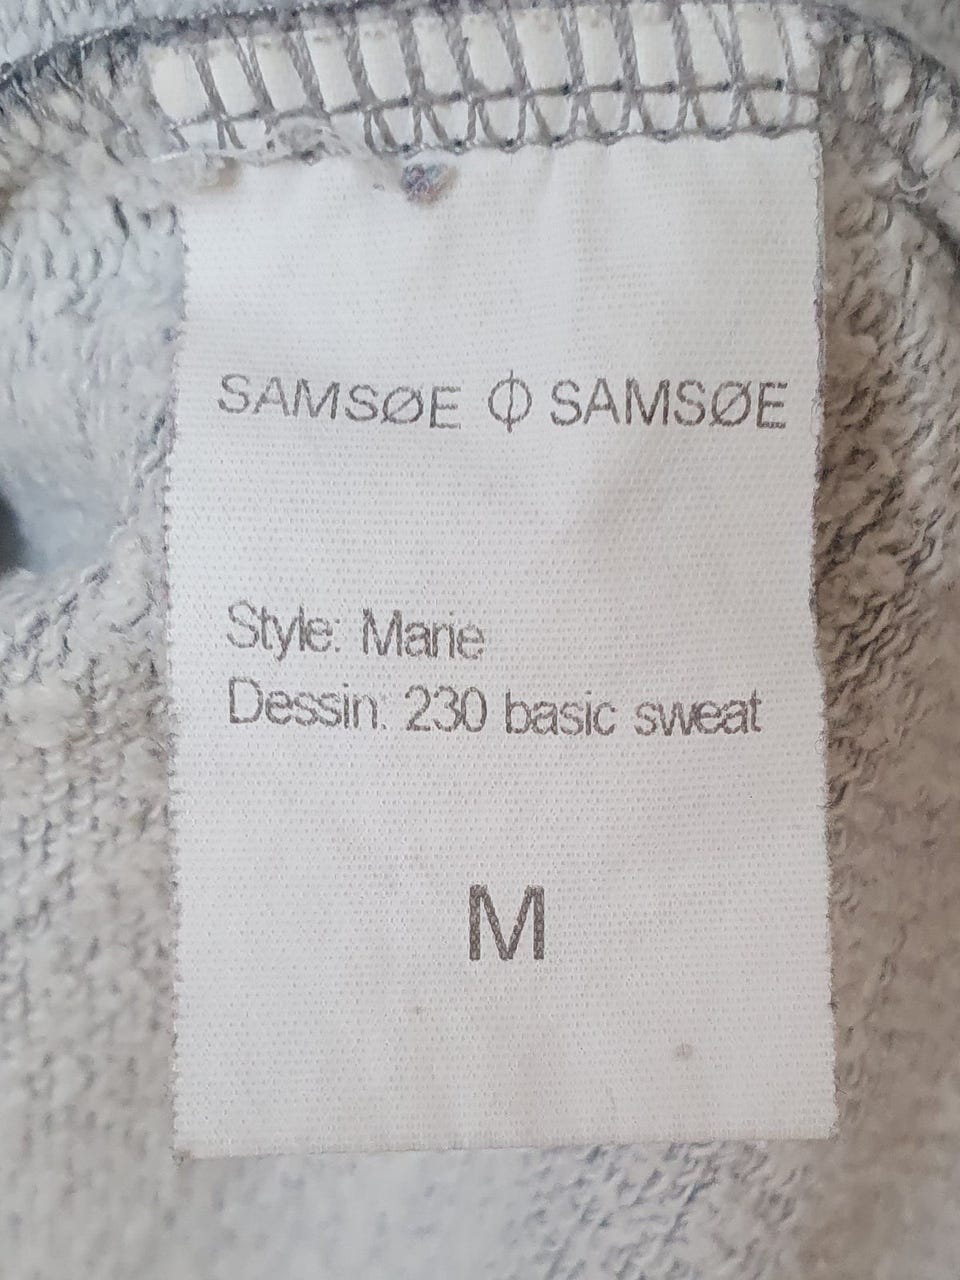 SAMSØE Φ SAMSØE
Style: Marie
Dessin: 230 basic sweat
M